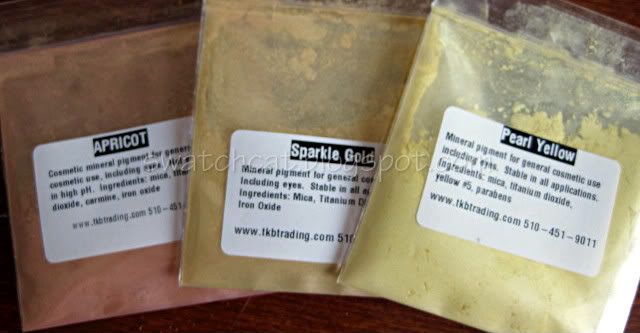 APRICOT
Cosmetic mineral pigment for
cosmetic use, including eyes.
in high pH. Ingredients: mica,
dioxide, carmine, iron oxide
www.tkbtrading.com 510-451-
Sparkle Gold
Mineral pigment for general
Including eyes. Stable in all
Ingredients: Mica, Titanium
Iron Oxide
www.tkbtrading.com 510
Pearl Yellow
Mineral pigment for general cosmetic use
including eyes. Stable in all applications.
Ingredients: mica, titanium dioxide,
yellow #5, parabens
www.tkbtrading.com 510-451-9011
swatchcat.blogspot.